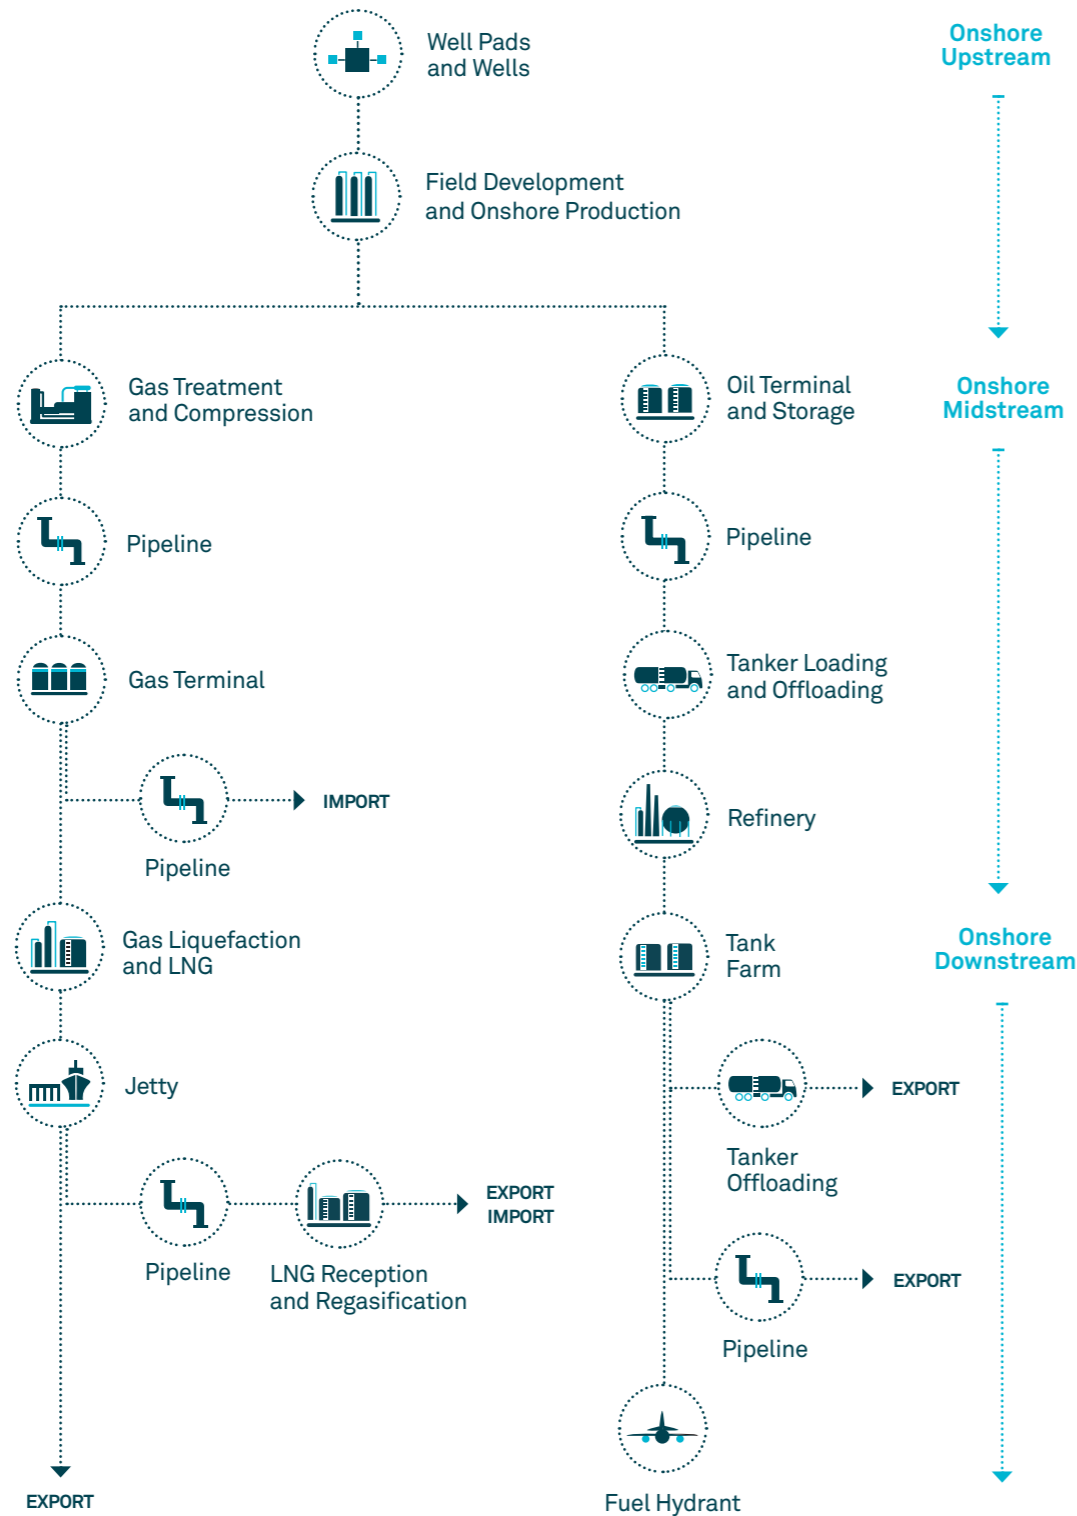 Well Pads
and Wells
Onshore
Upstream
Field Development
and Onshore Production
Gas Treatment
and Compression
Oil Terminal
and Storage
Onshore
Midstream
Pipeline
Pipeline
Gas Terminal
Tanker Loading
and Offloading
IMPORT
Pipeline
Refinery
Gas Liquefaction
and LNG
Tank
Farm
Onshore
Downstream
Jetty
EXPORT
Tanker
Offloading
EXPORT
IMPORT
Pipeline
LNG Reception
and Regasification
EXPORT
Pipeline
EXPORT
Fuel Hydrant